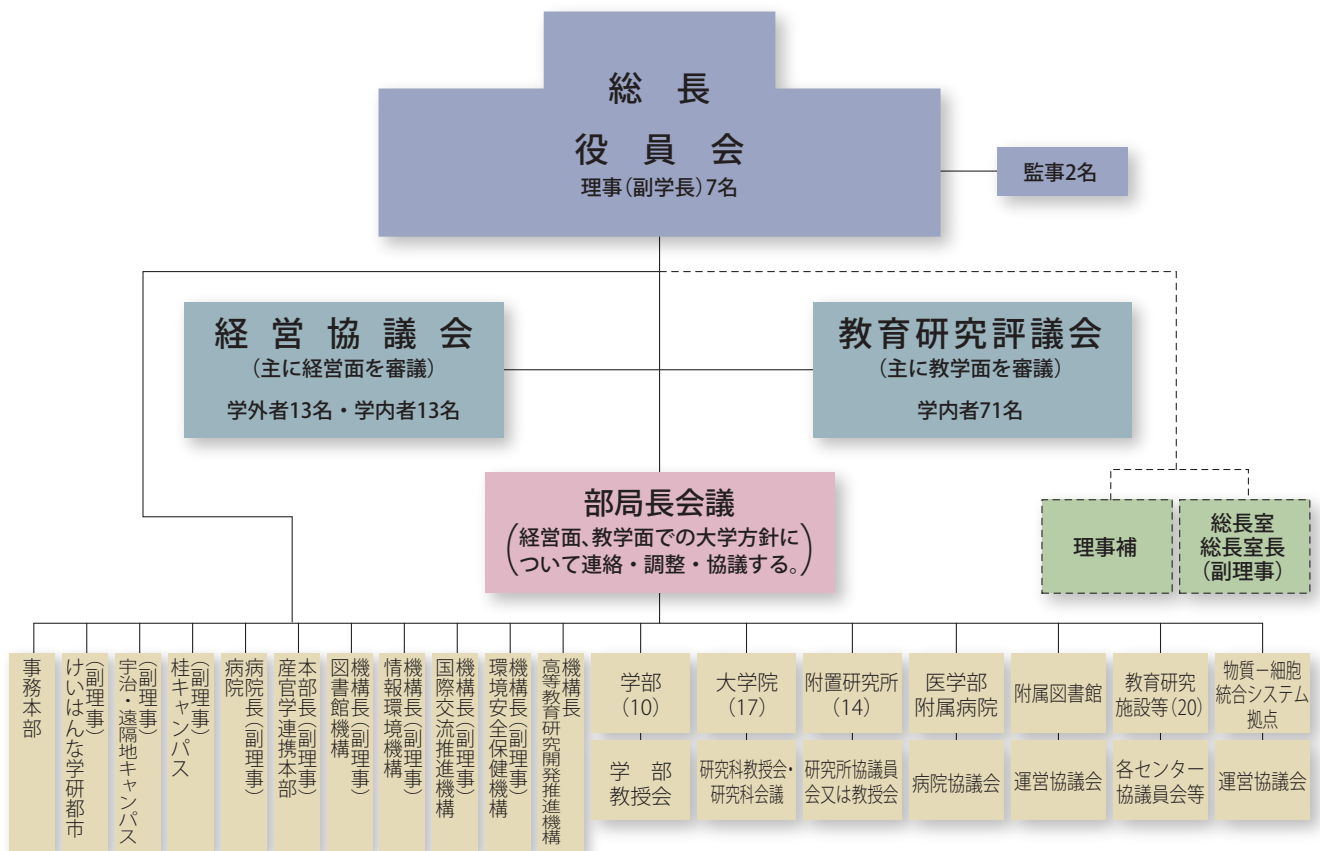 総長
役員会
理事(副学長)7名
監事2名
経営協議会
(主に経営面を審議)
学外者13名・学内者13名
教育研究評議会
(主に教学面を審議)
学内者71名
部局長会議
(経営面、教学面での大学方針に
ついて連絡・調整・協議する。)
理事補
総長室
総長室長
(副理事)
事務本部
(副理事)
けいはんな学研都市
(副理事)
宇治・遠隔地キャンパス
(副理事)
桂キャンパス
病院長(副理事)
病院
本部長(副理事)
産官学連携本部
機構長(副理事)
図書館機構
機構長(副理事)
情報環境機構
機構長(副理事)
国際交流推進機構
機構長(副理事)
環境安全保健機構
機構長
高等教育研究開発推進機構
学部
(10)
学部
教授会
大学院
(17)
研究科教授会・
研究科会議
附置研究所
(14)
研究所協議員
会又は教授会
医学部
附属病院
病院協議会
附属図書館
運営協議会
教育研究
施設等(20)
各センター
協議員会等
物質ー細胞
統合システム
拠点
運営協議会